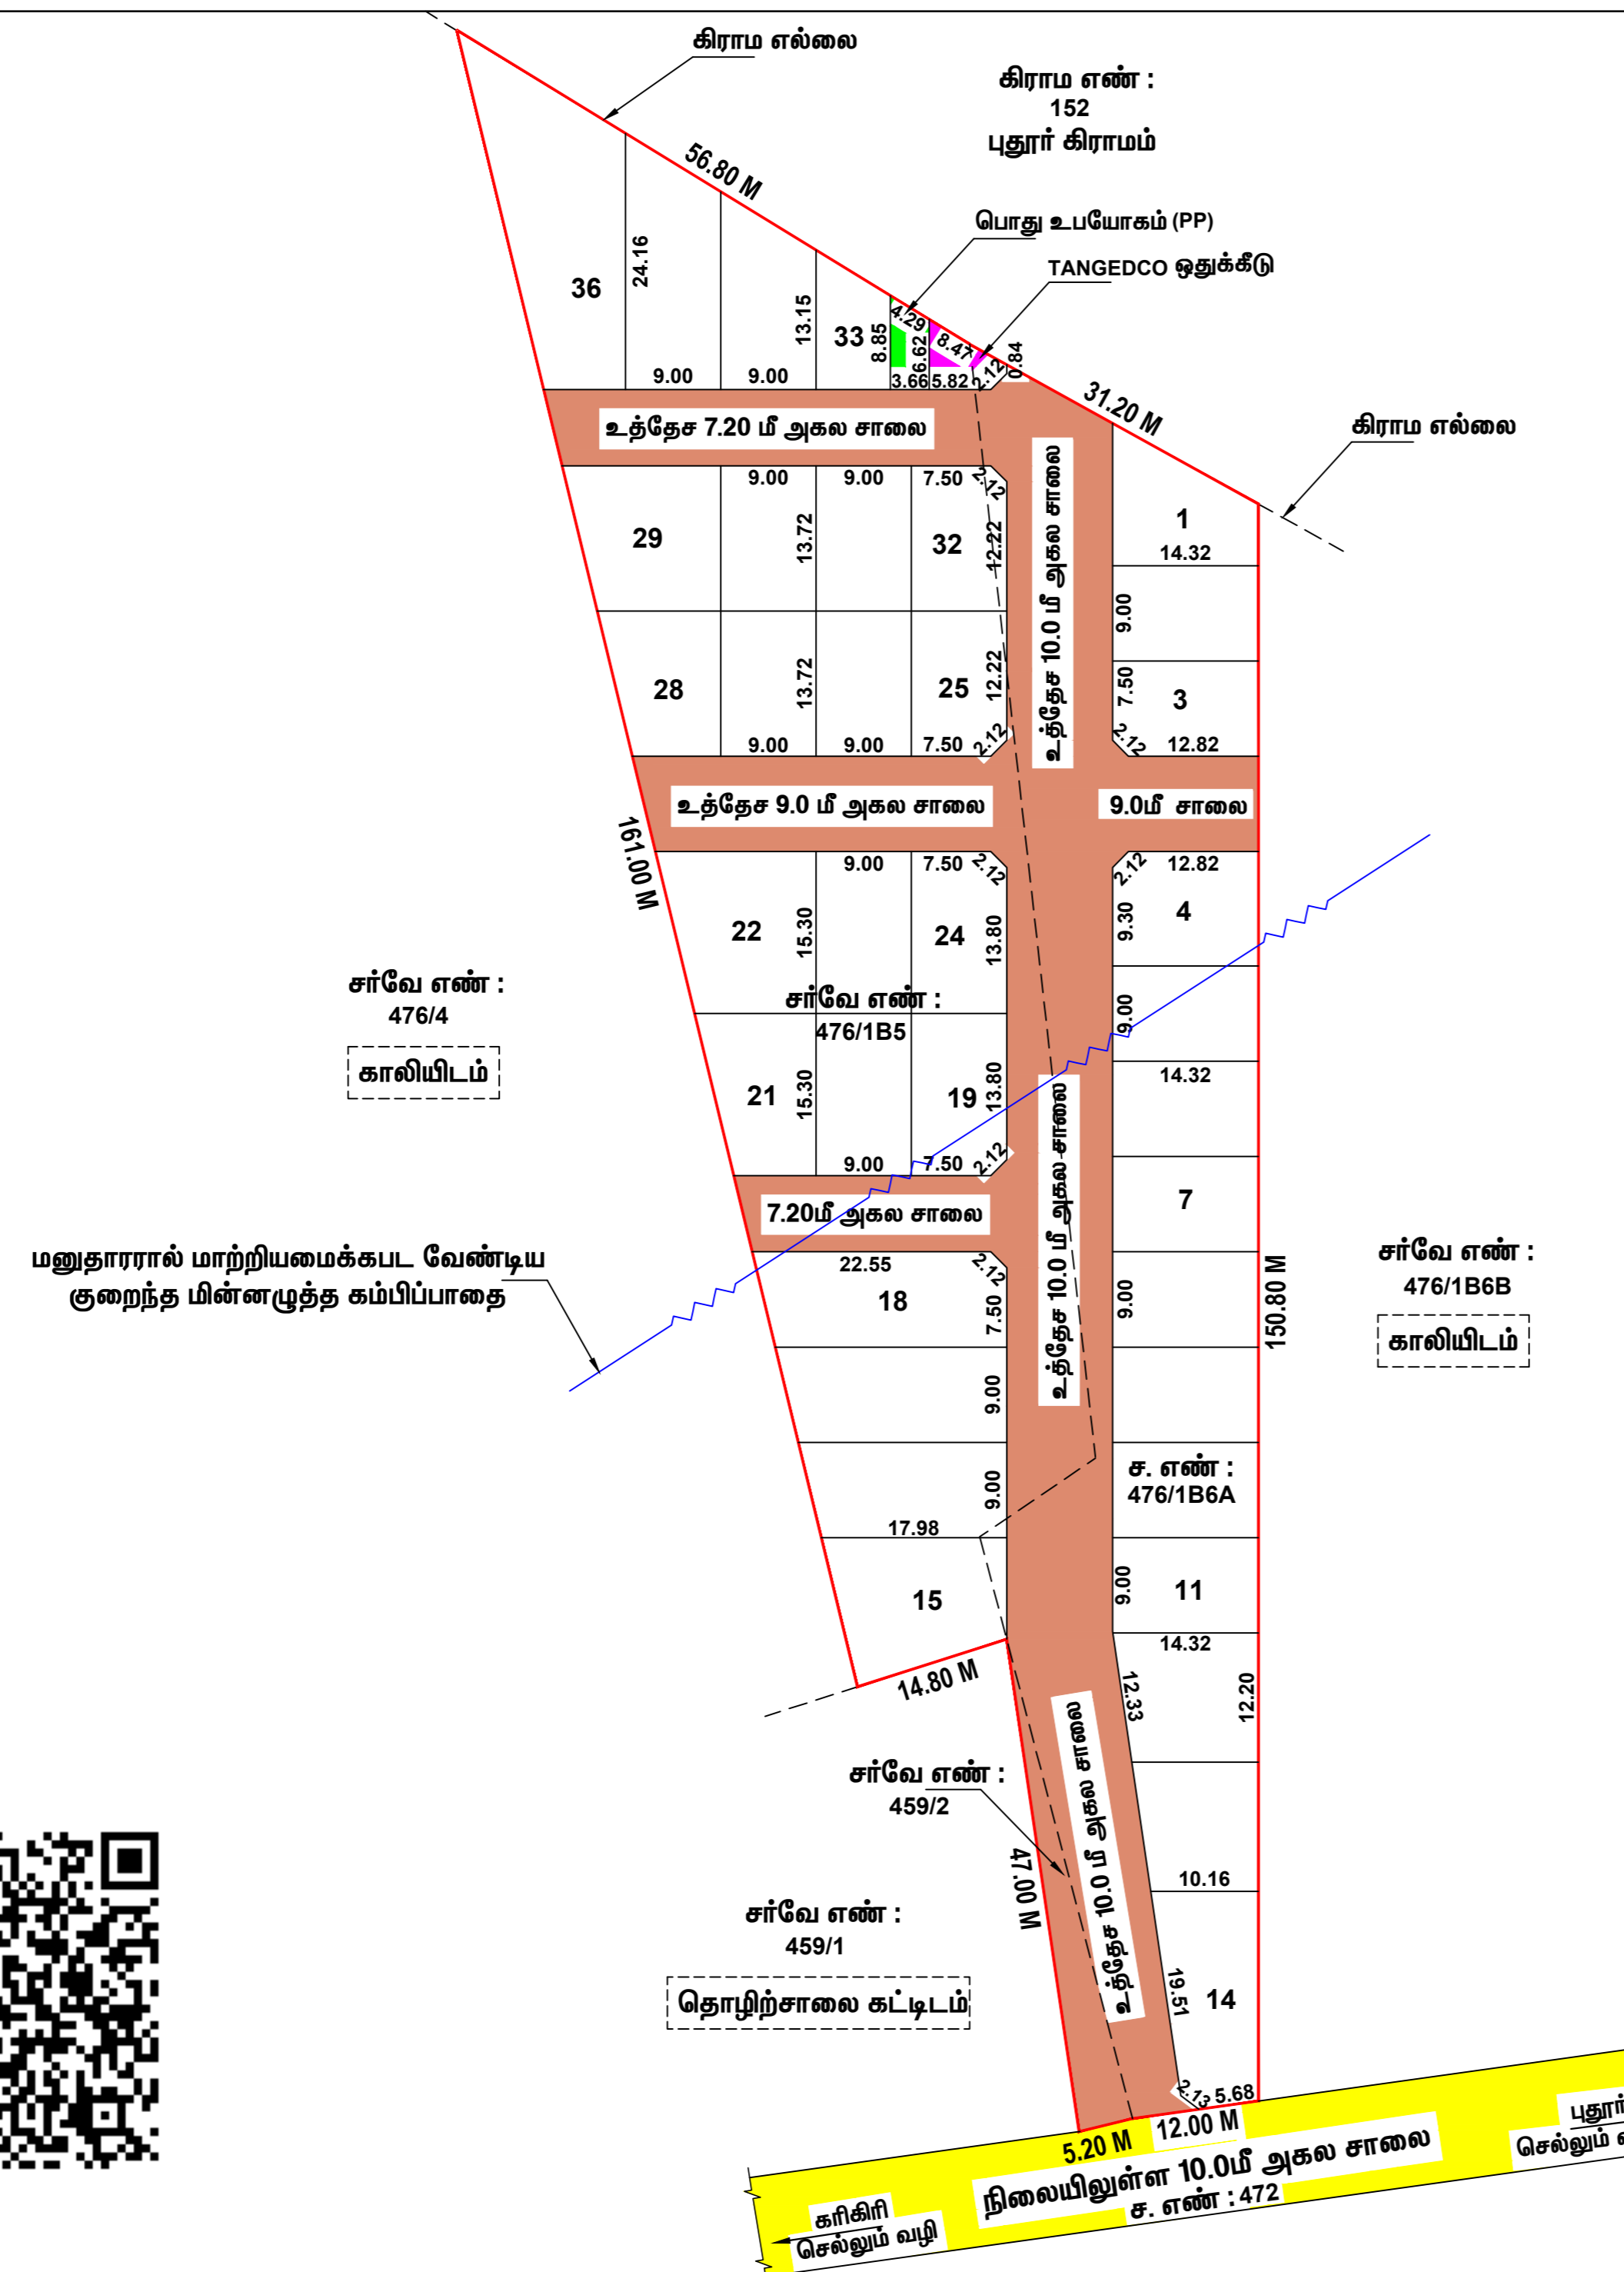 கிராம எல்லை
கிராம எண் :
152
புதூர் கிராமம்
56.80 M
பொது உபயோகம் (PP)
TANGEDCO ஒதுக்கீடு
36
24.16
13.15
33
8.85
4.29
6.62
8.47
2.12
0.84
9.00
9.00
3.66
5.82
31.20 M
கிராம எல்லை
உத்தேச 7.20 மீ அகல சாலை
9.00
9.00
7.50
2.12
29
13.72
32
12.22
உத்தேச 10.0 மீ அகல சாலை
1
14.32
9.00
28
13.72
25
12.22
7.50
3
9.00
9.00
7.50
2.12
2.12
12.82
உத்தேச 9.0 மீ அகல சாலை
9.0மீ சாலை
161.00 M
9.00
7.50
2.12
2.12
12.82
22
15.30
24
13.80
9.30
4
சர்வே எண் :
476/4
காலியிடம்
சர்வே எண் :
476/1B5
9.00
14.32
21
15.30
19
13.80
உத்தேச 10.0 மீ அகல சாலை
9.00
7.50
2.12
7
7.20மீ அகல சாலை
மனுதாரரால் மாற்றியமைக்கபட வேண்டிய
குறைந்த மின்னழுத்த கம்பிப்பாதை
22.55
2.12
18
7.50
9.00
150.80 M
சர்வே எண் :
476/1B6B
காலியிடம்
9.00
ச. எண் :
476/1B6A
9.00
17.98
15
9.00
11
14.32
14.80 M
12.33
12.20
சர்வே எண் :
459/2
உத்தேச 10.0 மீ அகல சாலை
47.00 M
10.16
சர்வே எண் :
459/1
தொழிற்சாலை கட்டிடம்
19.51
14
2.13
5.68
5.20 M
12.00 M
நிலையிலுள்ள 10.0மீ அகல சாலை
ச. எண் : 472
கரிகிரி
செல்லும் வழி
புதூர்
செல்லும்